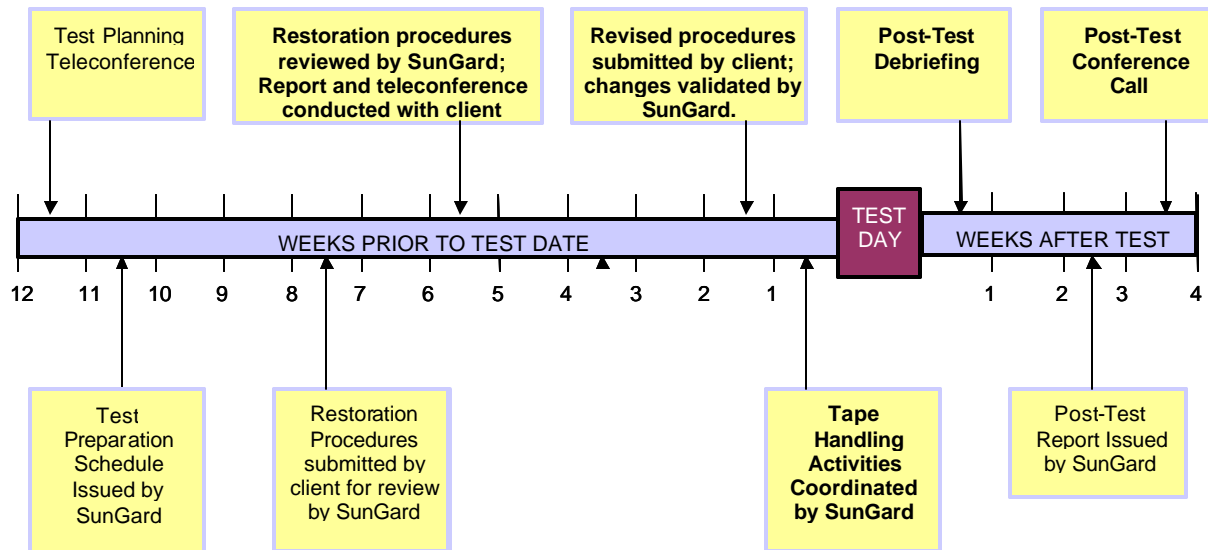 Test Planning
Teleconference
Restoration procedures
reviewed by SunGard;
Report and teleconference
conducted with client
Revised procedures
submitted by client;
changes validated by
SunGard.
Post-Test
Debriefing
Post-Test
Conference
Call
WEEKS PRIOR TO TEST DATE
TEST
DAY
WEEKS AFTER TEST
12 11 10 9 8 7 6 5 4 3 2 1 1 2 3 4
Test
Preparation
Schedule
Issued by
SunGard
Restoration
Procedures
submitted by
client for review
by SunGard
Tape
Handling
Activities
Coordinated
by SunGard
Post-Test
Report Issued
by SunGard